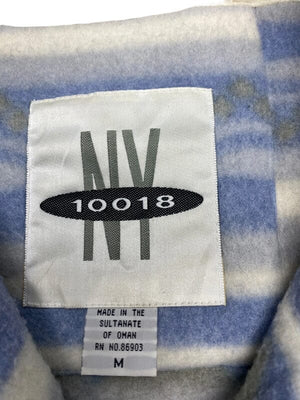 NY
10018
MADE IN THE
SULTANATE
OF OMAN
RN NO.86903
M